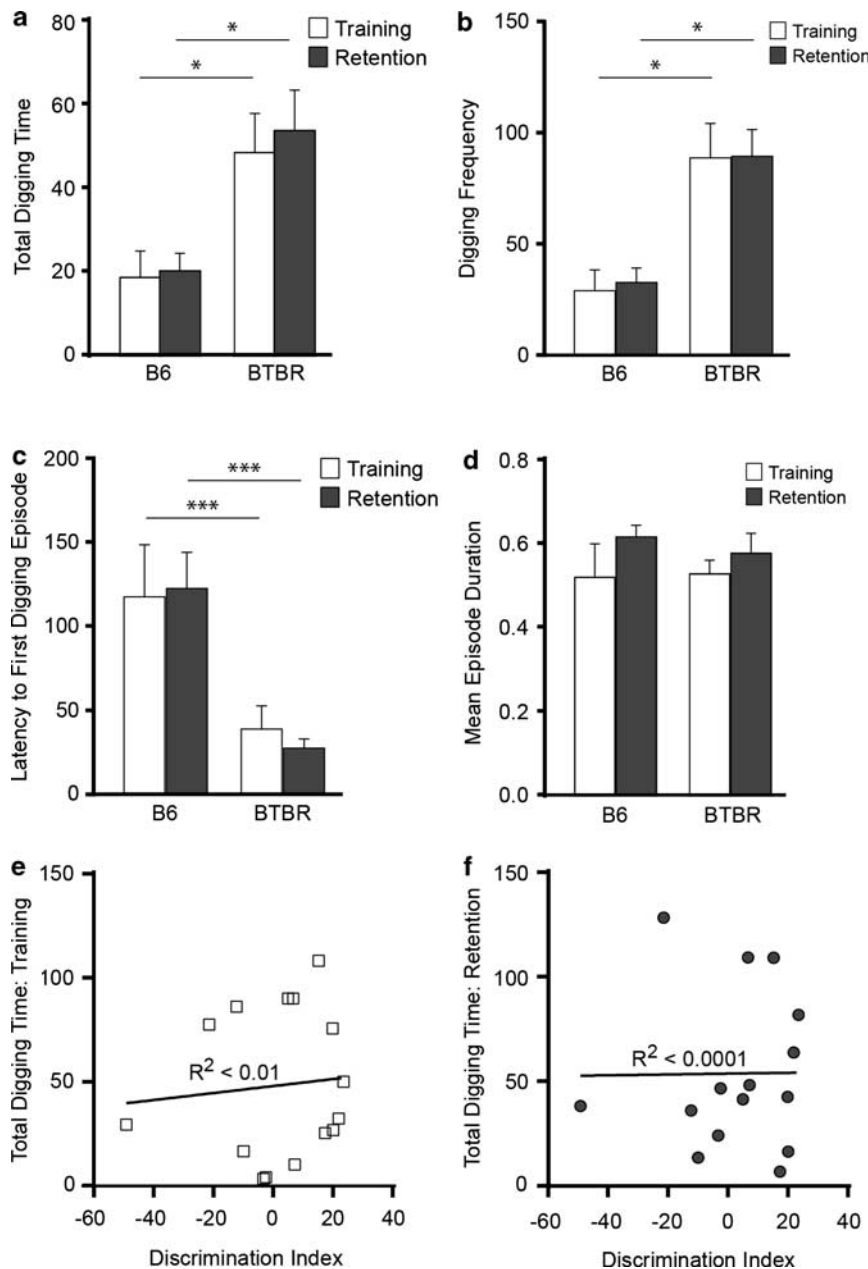 a
80
60
40
20
0
Total Digging Time
*
*
Training
Retention
B6
BTBR
b
150
100
50
0
Digging Frequency
*
*
Training
Retention
B6
BTBR
c
200
150
100
50
0
Latency to First Digging Episode
***
***
Training
Retention
B6
BTBR
d
0.8
0.6
0.4
0.2
0.0
Mean Episode Duration
Training
Retention
B6
BTBR
e
150
100
50
0
Total Digging Time: Training
R² < 0.01
-60 -40 -20 0 20 40
Discrimination Index
f
150
100
50
0
Total Digging Time: Retention
R² < 0.0001
-60 -40 -20 0 20 40
Discrimination Index